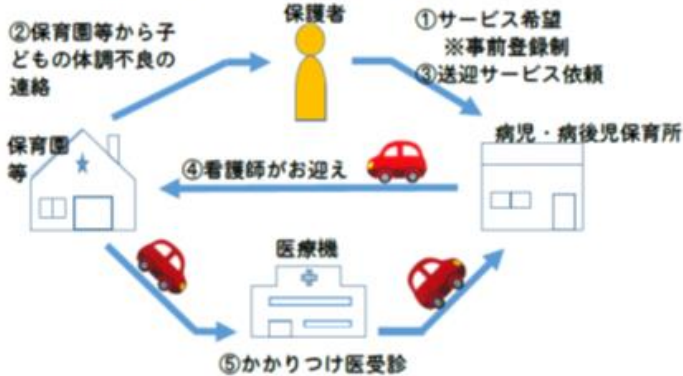 保護者
①サービス希望
※事前登録制
③送迎サービス依頼
②保育園等から子
どもの体調不良の
連絡
保育園
等
病児・病後児保育所
④看護師がお迎え
医療機
⑤かかりつけ医受診